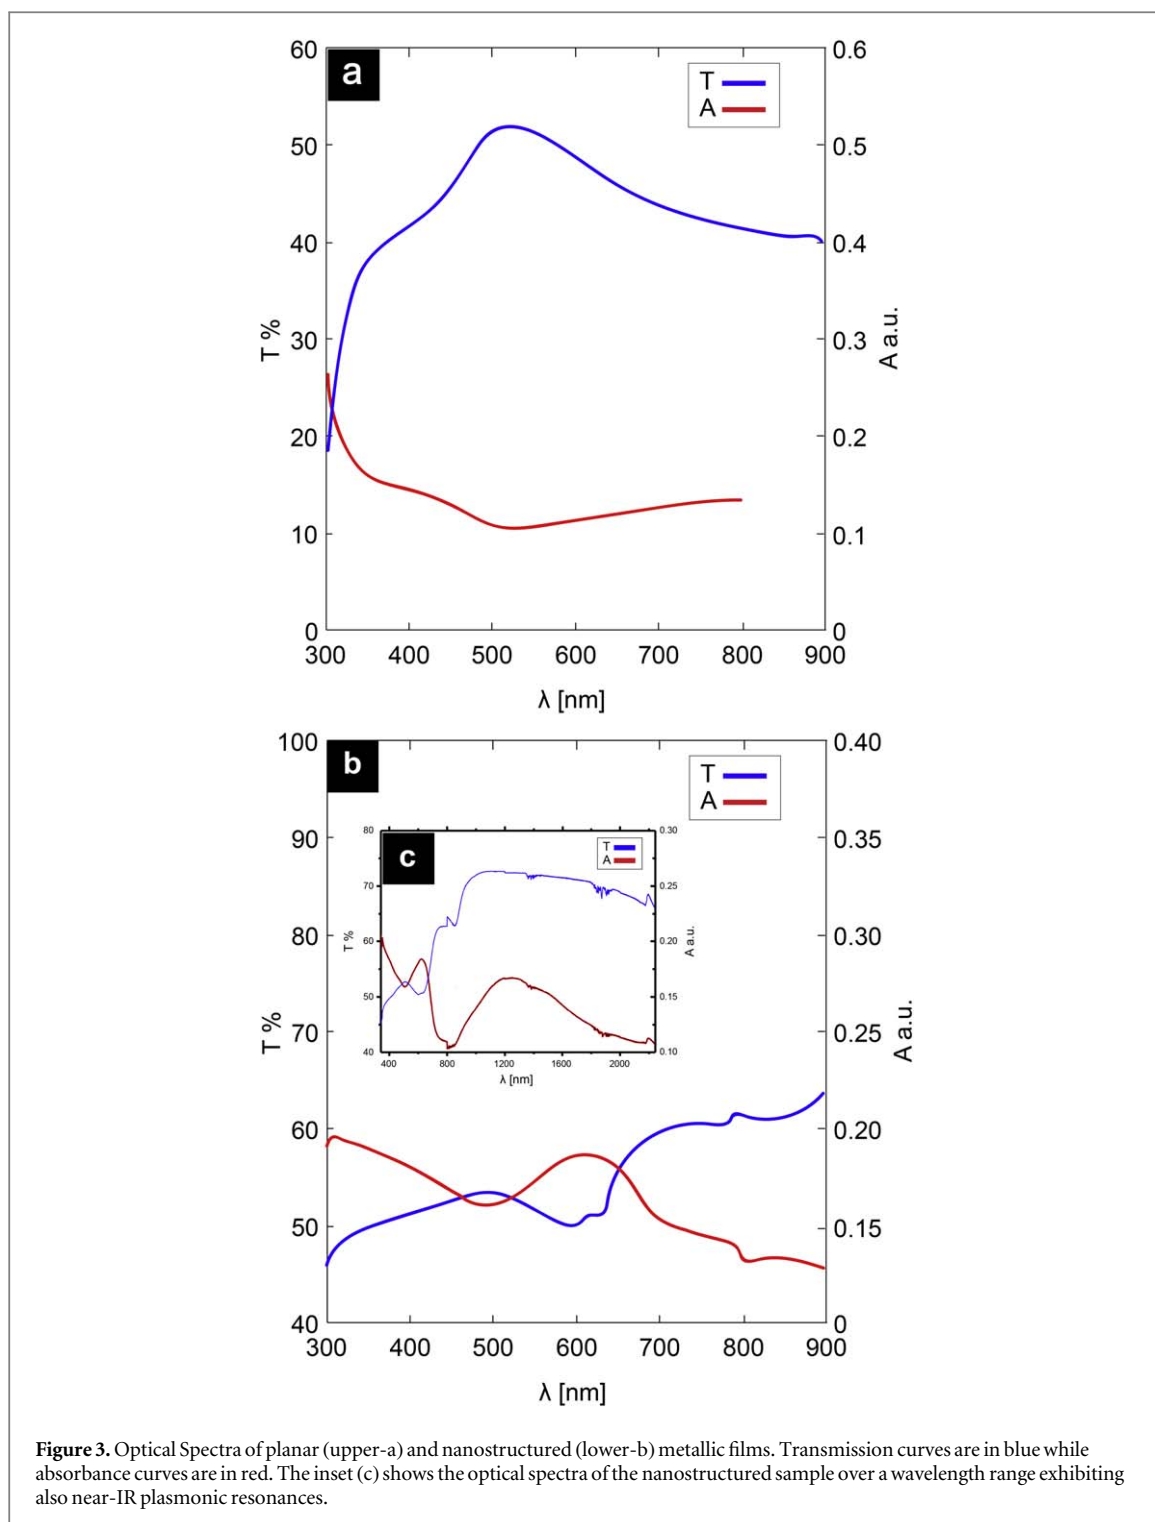 a
T
A
60
50
40
30
20
10
0
T %
0.6
0.5
0.4
0.3
0.2
0.1
0
A a.u.
300 400 500 600 700 800 900
λ [nm]
b
T
A
100
90
80
70
60
50
40
T %
0.40
0.35
0.30
0.25
0.20
0.15
0
A a.u.
c
T
A
80
70
60
50
40
T %
0.30
0.25
0.20
0.15
0.10
A a.u.
400 800 1200 1600 2000
λ [nm]
300 400 500 600 700 800 900
λ [nm]
Figure 3. Optical Spectra of planar (upper-a) and nanostructured (lower-b) metallic films. Transmission curves are in blue while
absorbance curves are in red. The inset (c) shows the optical spectra of the nanostructured sample over a wavelength range exhibiting
also near-IR plasmonic resonances.